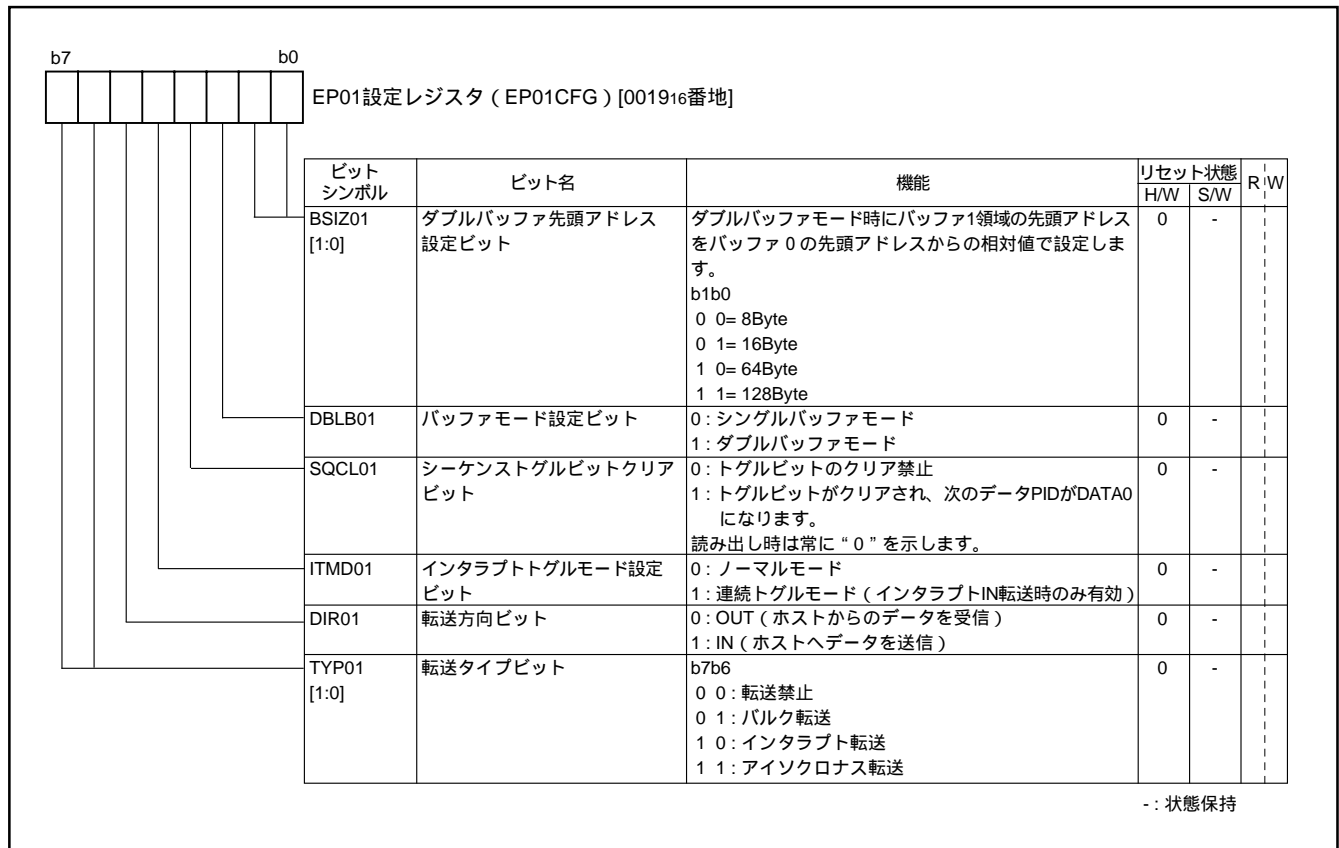 b7 b0
EP01設定レジスタ（EP01CFG）[001916番地]
ビットシンボル ビット名 機能 リセット状態 H/W S/W R W
BSIZ01 ダブルバッファ先頭アドレス ダブルバッファモード時にバッファ1領域の先頭アドレス 0 -
[1:0] 設定ビット をバッファ０の先頭アドレスからの相対値で設定しま
す。
b1b0
0 0= 8Byte
0 1= 16Byte
1 0= 64Byte
1 1= 128Byte
DBLB01 バッファモード設定ビット 0 : シングルバッファモード 0 -
1 : ダブルバッファモード
SQCL01 シーケンストグルビットクリア 0 : トグルビットのクリア禁止 0 -
ビット 1 : トグルビットがクリアされ、次のデータPIDがDATA0
になります。
読み出し時は常に“０”を示します。
ITMD01 インタラプトトグルモード設定 0 : ノーマルモード 0 -
ビット 1 : 連続トグルモード（インタラプトIN転送時のみ有効）
DIR01 転送方向ビット 0 : OUT（ホストからのデータを受信） 0 -
1 : IN（ホストへデータを送信）
TYP01 転送タイプビット b7b6 0 -
[1:0] 0 0 : 転送禁止
0 1 : バルク転送
1 0 : インタラプト転送
1 1 : アイソクロナス転送
- : 状態保持